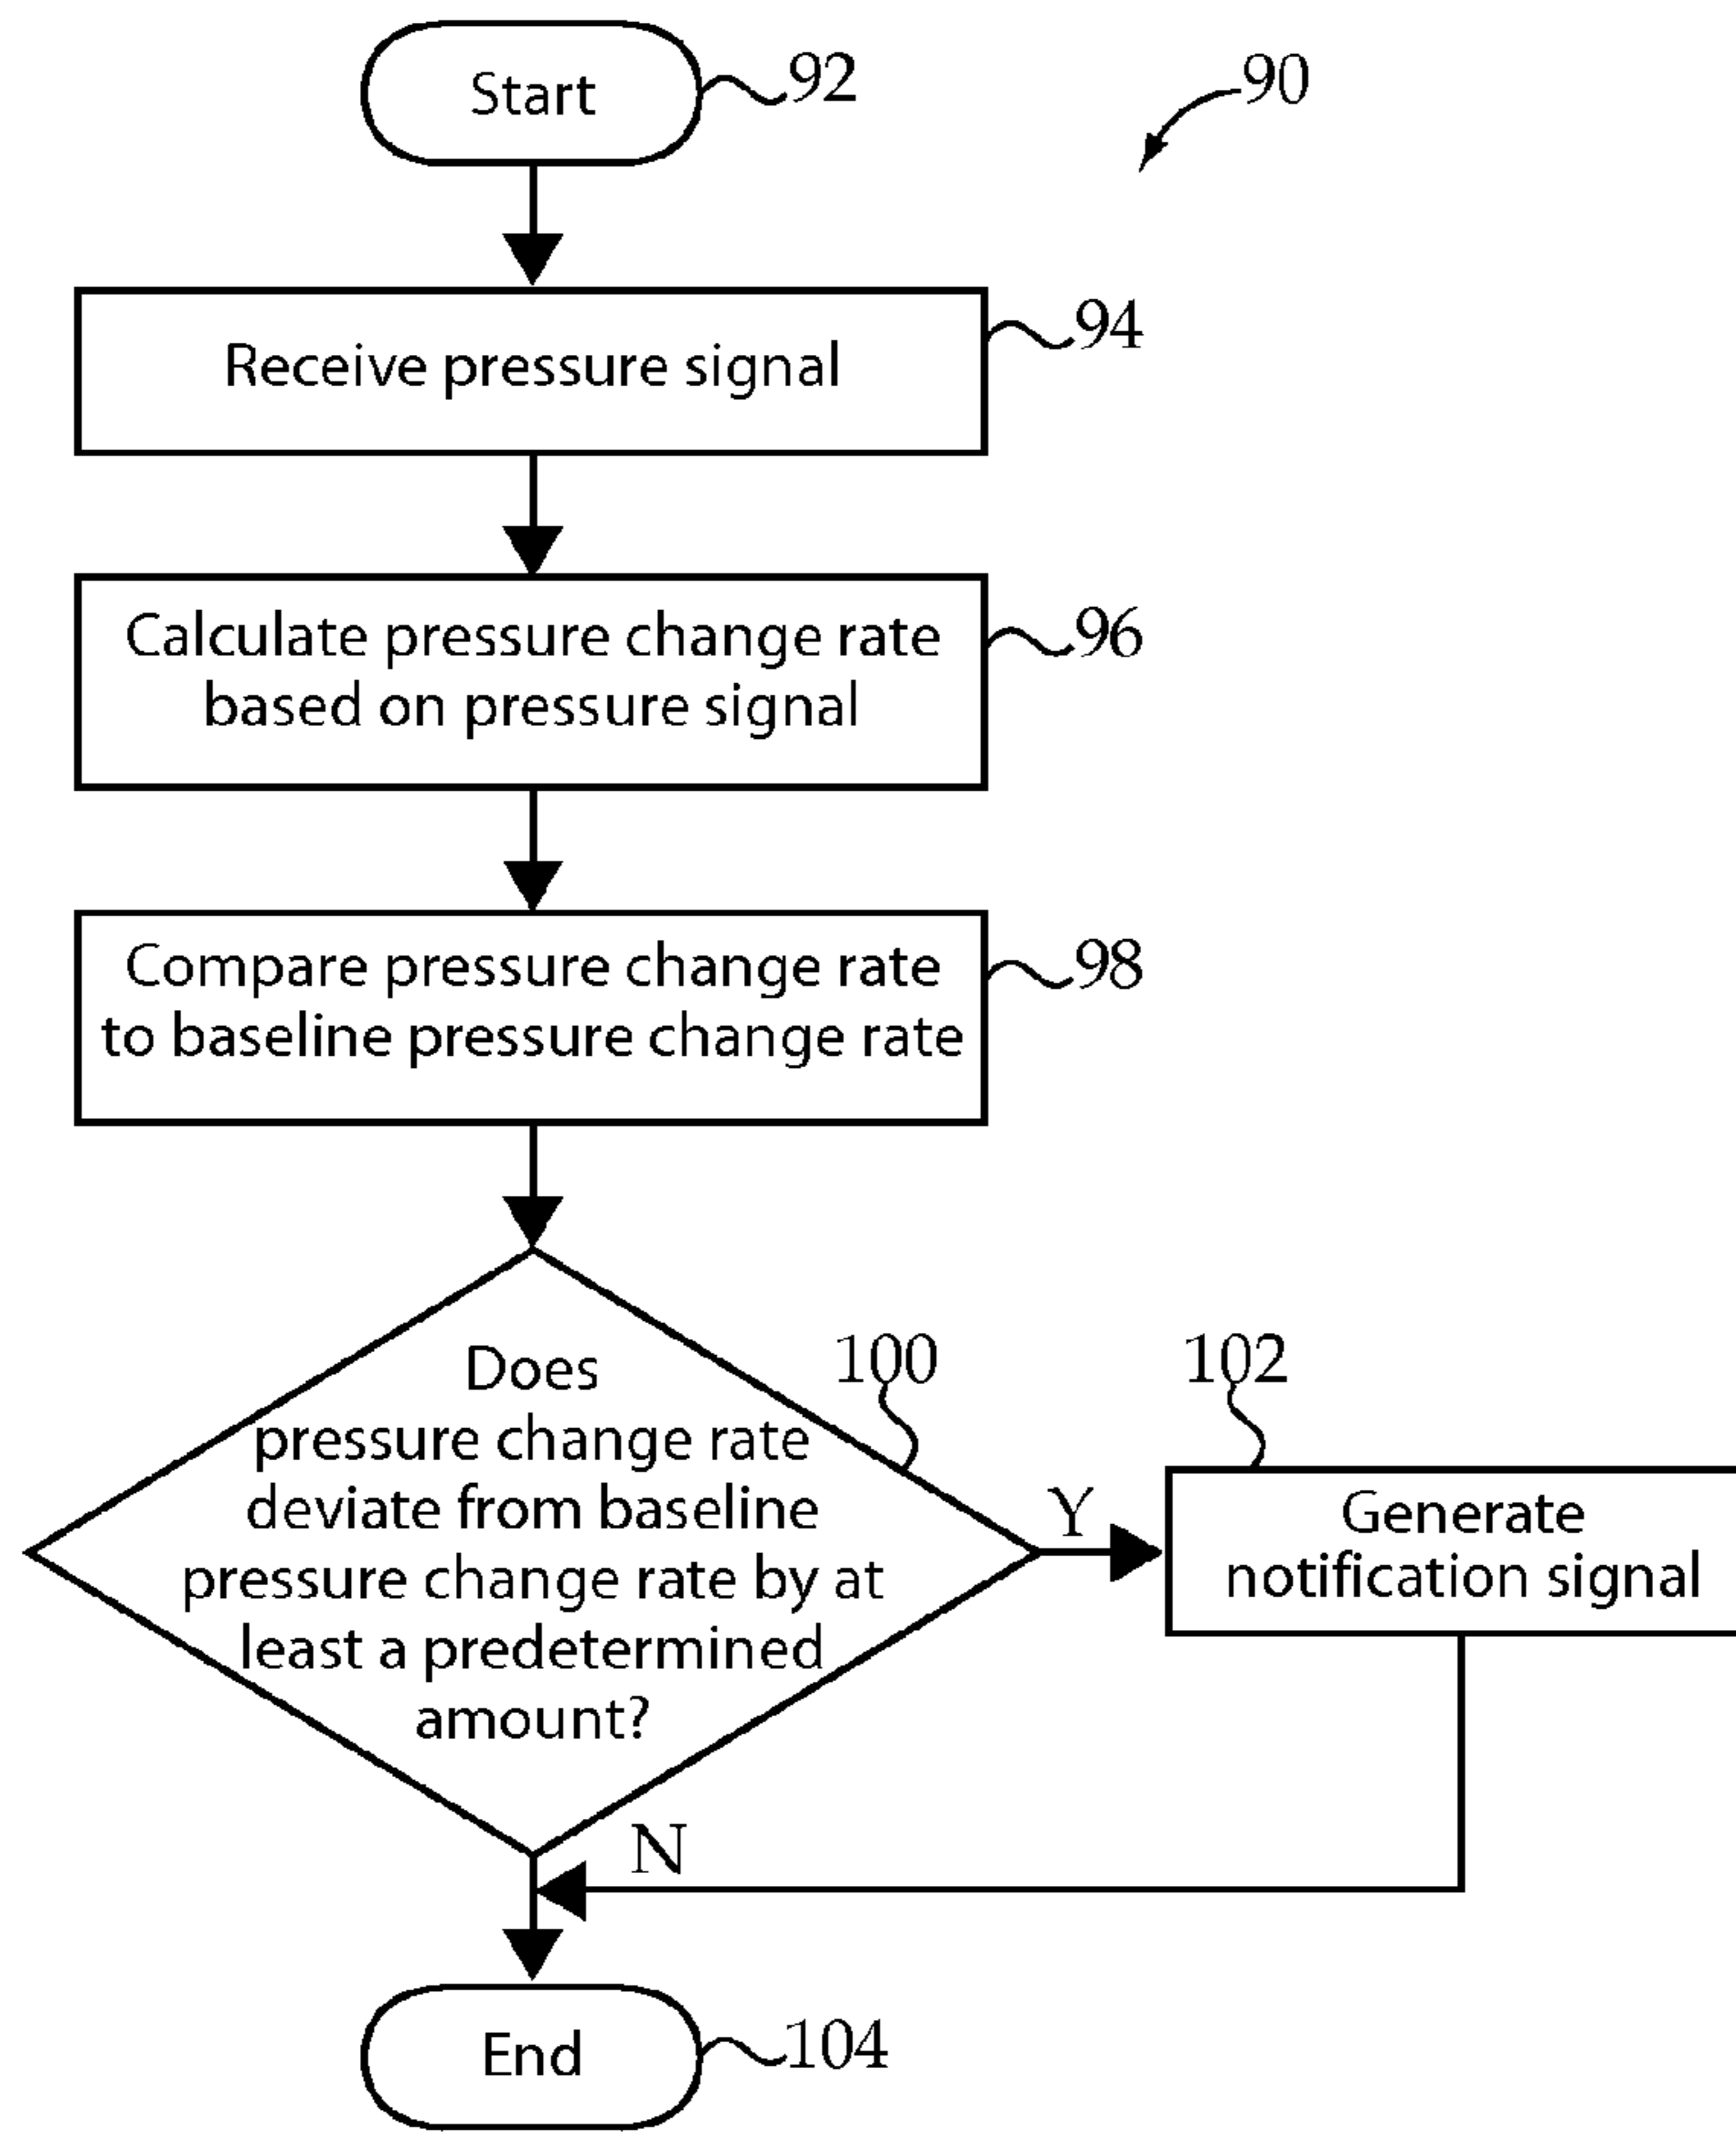 Start
92
90
Receive pressure signal
94
Calculate pressure change rate
based on pressure signal
96
Compare pressure change rate
to baseline pressure change rate
98
Does
pressure change rate
deviate from baseline
pressure change rate by at
least a predetermined
amount?
100
Y
102
Generate
notification signal
N
End
104